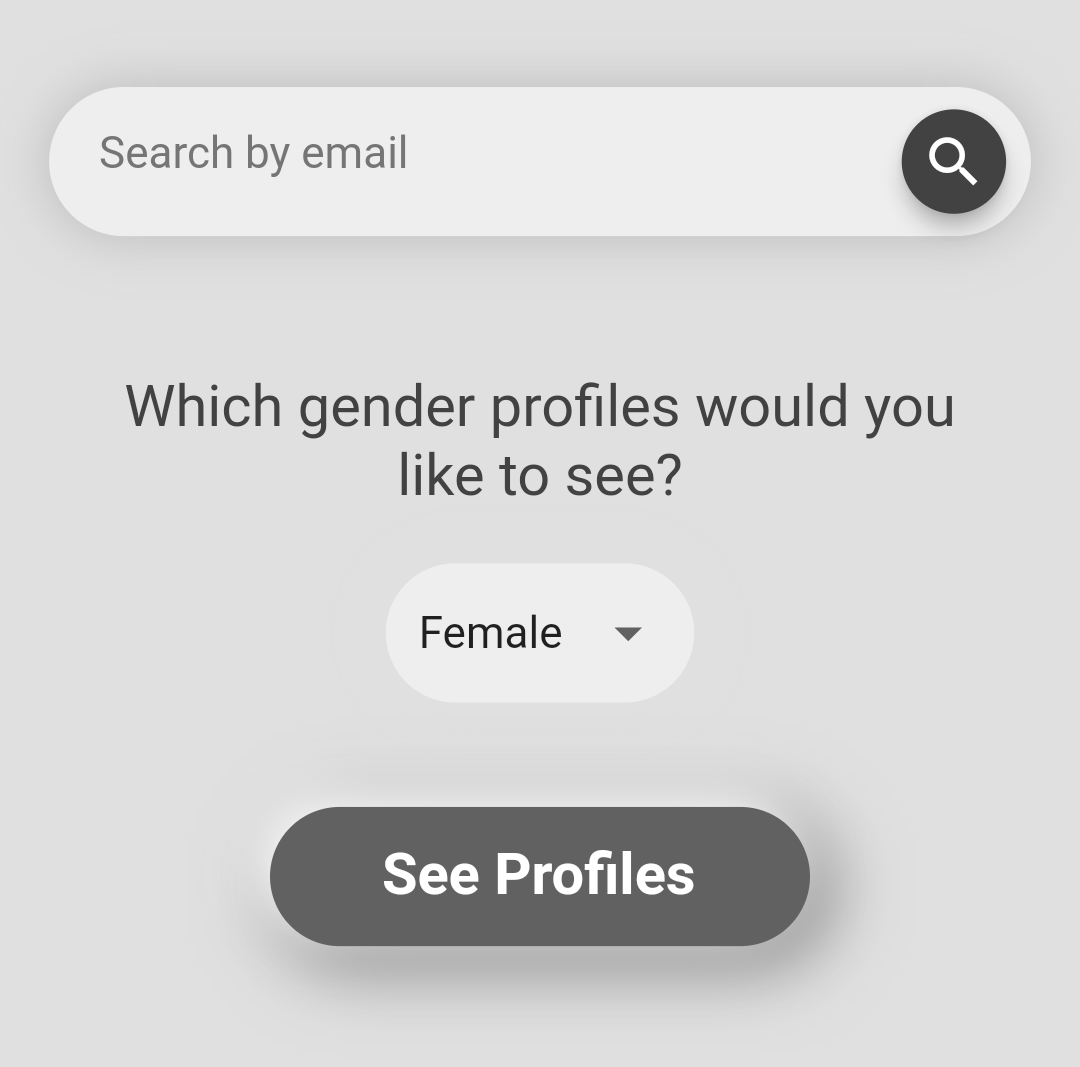 Search by email
Which gender profiles would you
like to see?
Female
See Profiles